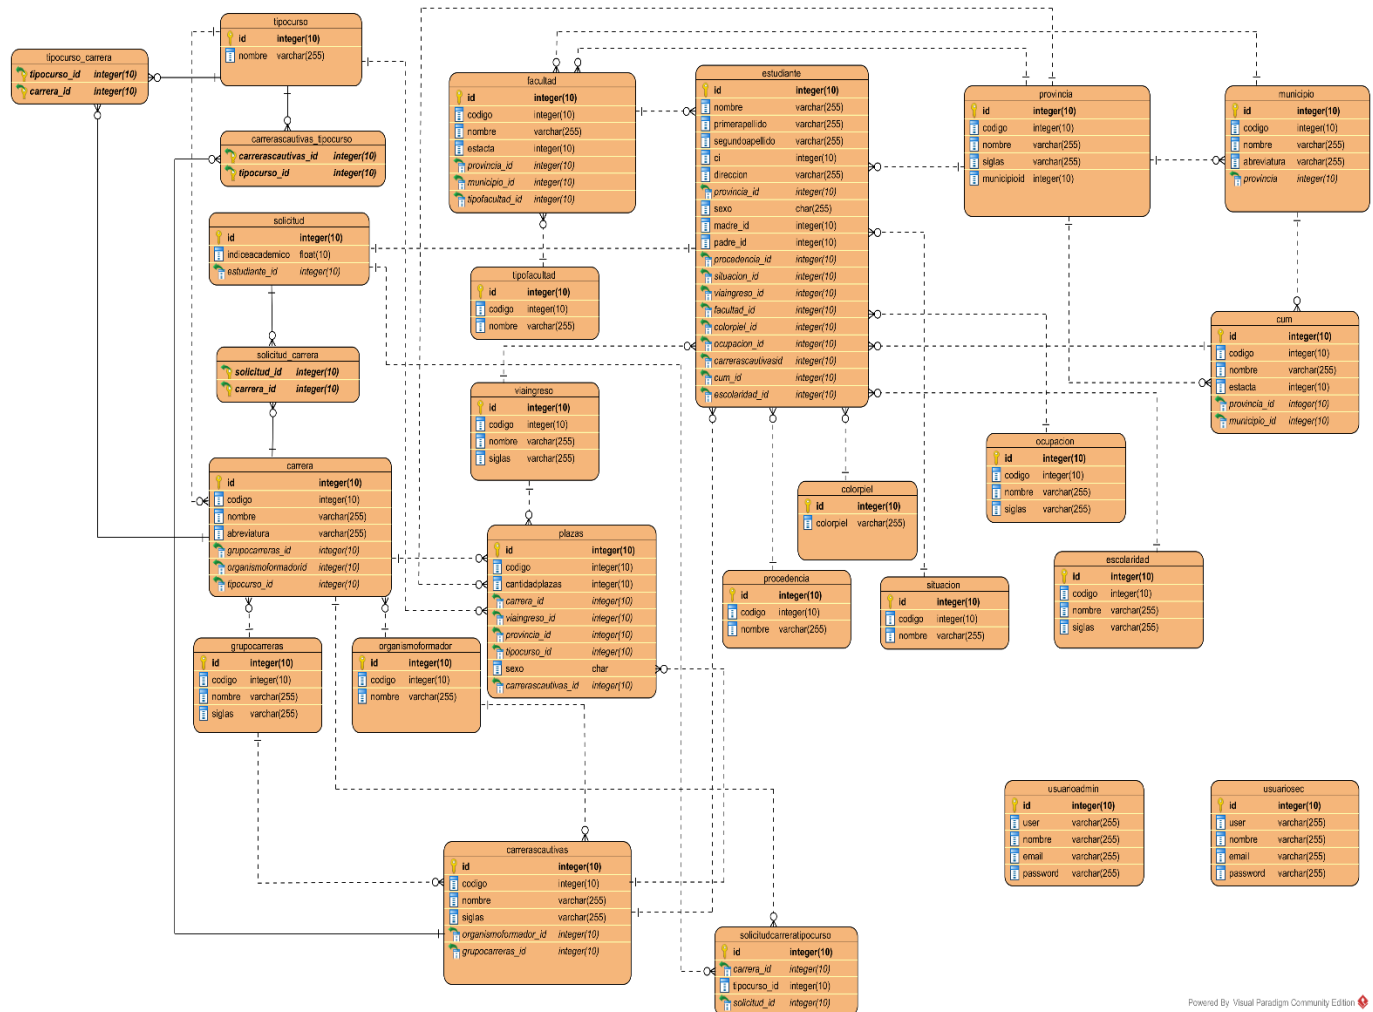 tipocurso
id integer(10)
nombre varchar(255)
tipocurso_carrera
tipocurso_id integer(10)
carrera_id integer(10)
carrerascautivas_tipocurso
carrerascautivas_id integer(10)
tipocurso_id integer(10)
solicitud
id integer(10)
indiceacademico float(10)
estudiante_id integer(10)
solicitud_carrera
solicitud_id integer(10)
carrera_id integer(10)
carrera
id integer(10)
codigo integer(10)
nombre varchar(255)
abreviatura varchar(255)
grupocarreras_id integer(10)
organismoformadorid integer(10)
tipocurso_id integer(10)
grupocarreras
id integer(10)
codigo integer(10)
nombre varchar(255)
siglas varchar(255)
organismoformador
id integer(10)
codigo integer(10)
nombre varchar(255)
facultad
id integer(10)
codigo integer(10)
nombre varchar(255)
estacta integer(10)
provincia_id integer(10)
municipio_id integer(10)
tipofacultad_id integer(10)
tipofacultad
id integer(10)
codigo integer(10)
nombre varchar(255)
viaingreso
id integer(10)
codigo integer(10)
nombre varchar(255)
siglas varchar(255)
plazas
id integer(10)
codigo integer(10)
cantidadplazas integer(10)
carrera_id integer(10)
viaingreso_id integer(10)
provincia_id integer(10)
tipocurso_id integer(10)
sexo char
carrerascautivas_id integer(10)
carrerascautivas
id integer(10)
codigo integer(10)
nombre varchar(255)
siglas varchar(255)
organismoformador_id integer(10)
grupocarreras_id integer(10)
estudiante
id integer(10)
nombre varchar(255)
primerapellido varchar(255)
segundoapellido varchar(255)
ci integer(10)
direccion varchar(255)
provincia_id integer(10)
sexo char(255)
madre_id integer(10)
padre_id integer(10)
procedencia_id integer(10)
situacion_id integer(10)
viaingreso_id integer(10)
facultad_id integer(10)
colorpiel_id integer(10)
ocupacion_id integer(10)
carrerascautivasid integer(10)
cum_id integer(10)
escolaridad_id integer(10)
provincia
id integer(10)
codigo integer(10)
nombre varchar(255)
siglas varchar(255)
municipioid integer(10)
municipio
id integer(10)
codigo integer(10)
nombre varchar(255)
abreviatura varchar(255)
provincia integer(10)
cum
id integer(10)
codigo integer(10)
nombre varchar(255)
estacta integer(10)
provincia_id integer(10)
municipio_id integer(10)
ocupacion
id integer(10)
codigo integer(10)
nombre varchar(255)
siglas varchar(255)
colorpiel
id integer(10)
colorpiel varchar(255)
procedencia
id integer(10)
codigo integer(10)
nombre varchar(255)
situacion
id integer(10)
codigo integer(10)
nombre varchar(255)
escolaridad
id integer(10)
codigo integer(10)
nombre varchar(255)
siglas varchar(255)
usuarioadmin
id integer(10)
user varchar(255)
nombre varchar(255)
email varchar(255)
password varchar(255)
usuariosec
id integer(10)
user varchar(255)
nombre varchar(255)
email varchar(255)
password varchar(255)
solicitudcarreratipocurso
id integer(10)
carrera_id integer(10)
tipocurso_id integer(10)
solicitud_id integer(10)
Powered By Visual Paradigm Community Edition